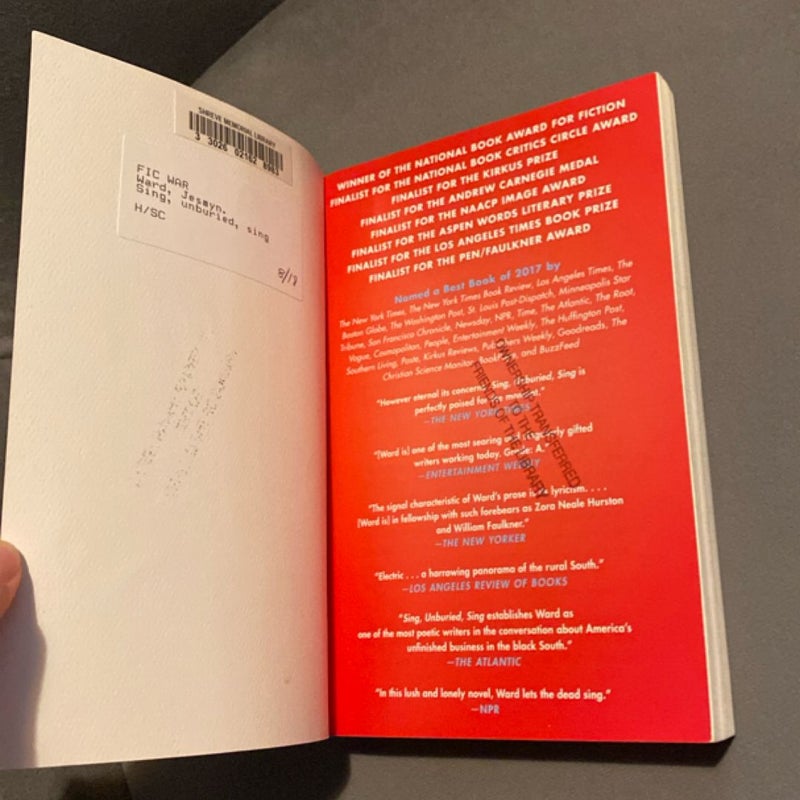 SHREVE MEMORIAL LIBRARY
3 3026 02162 8963
FIC WAR
Ward, Jesmyn.
Sing, unburied, sing
H/SC
8/18
WINNER OF THE NATIONAL BOOK AWARD FOR FICTION
FINALIST FOR THE NATIONAL BOOK CRITICS CIRCLE AWARD
FINALIST FOR THE KIRKUS PRIZE
FINALIST FOR THE ANDREW CARNEGIE MEDAL
FINALIST FOR THE NAACP IMAGE AWARD
FINALIST FOR THE ASPEN WORDS LITERARY PRIZE
FINALIST FOR THE LOS ANGELES TIMES BOOK PRIZE
FINALIST FOR THE PEN/FAULKNER AWARD
Named a Best Book of 2017 by
The New York Times, The New York Times Book Review, Los Angeles Times, The
Boston Globe, The Washington Post, St. Louis Post-Dispatch, Minneapolis Star
Tribune, San Francisco Chronicle, Newsday, NPR, Time, The Atlantic, The Root,
Vogue, Cosmopolitan, People, Entertainment Weekly, The Huffington Post,
Southern Living, Paste, Kirkus Reviews, Publishers Weekly, Goodreads, The
Christian Science Monitor, and BuzzFeed
"However eternal its concerns, Sing, Unburied, Sing is
perfectly poised for the moment."
—THE NEW YORK TIMES
"[Ward is] one of the most searing and gifted
writers working today. Grade: A."
—ENTERTAINMENT WEEKLY
"The signal characteristic of Ward's prose is its lyricism. . . .
[Ward is] in fellowship with such forebears as Zora Neale Hurston
and William Faulkner."
—THE NEW YORKER
"Electric . . . a harrowing panorama of the rural South."
—LOS ANGELES REVIEW OF BOOKS
"Sing, Unburied, Sing establishes Ward as
one of the most poetic writers in the conversation about America's
unfinished business in the black South."
—THE ATLANTIC
"In this lush and lonely novel, Ward lets the dead sing."
—NPR
OWNERSHIP TRANSFERRED
TO THE
FRIENDS OF THE LIBRARY